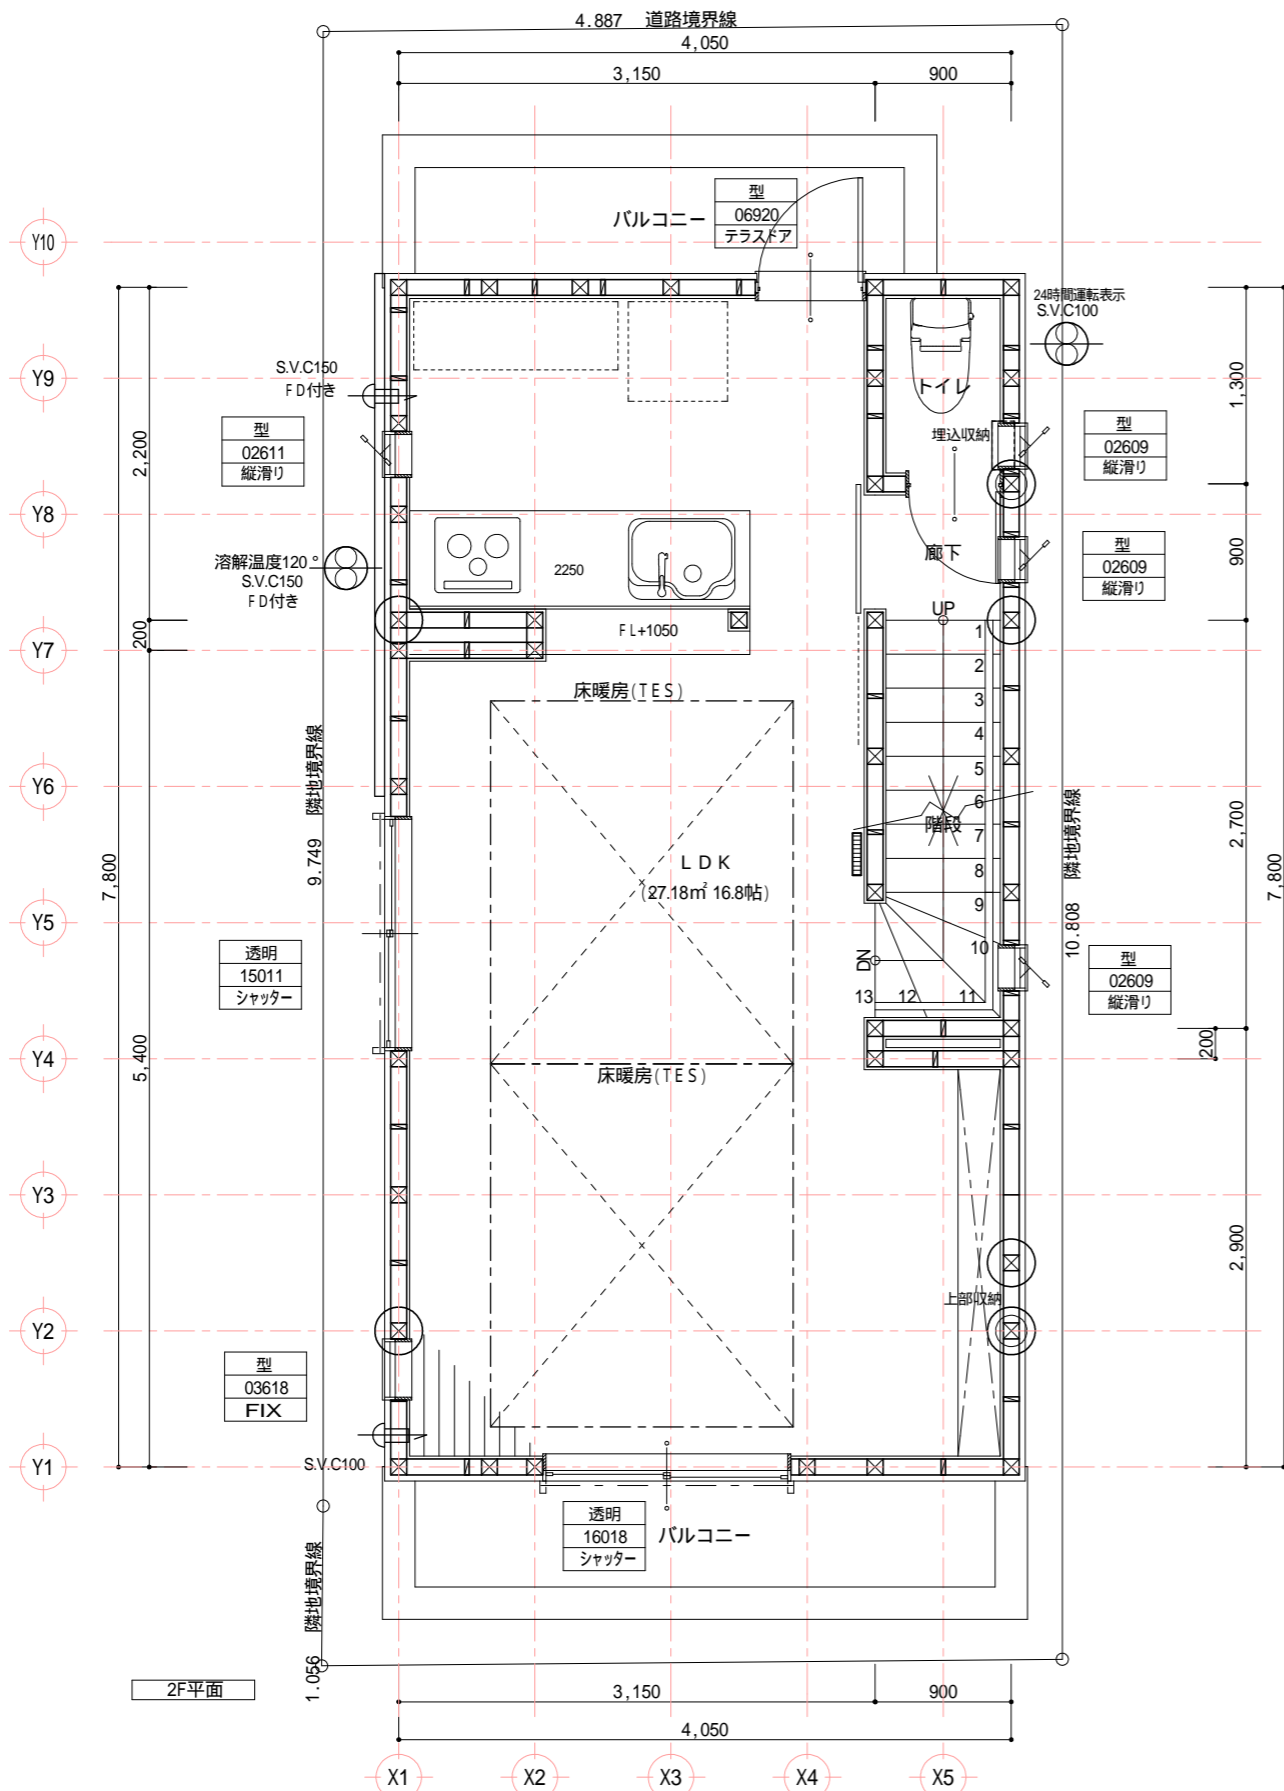 4.887 道路境界線
4,050
3,150
900
バルコニー
型
06920
テラスドア
Y10
24時間運転表示
S.V.C100
S.V.C150
FD付き
Y9
トイレ
1,300
型
02611
縦滑り
2,200
埋込収納
型
02609
縦滑り
Y8
溶解温度120°
S.V.C150
FD付き
2250
廊下
型
02609
縦滑り
900
UP
200
FL+1050
Y7
1
2
3
4
5
6
7
8
9
10
11
12
13
床暖房(TES)
9.749 隣地境界線
Y6
階段
10.808 隣地境界線
2,700
7,800
7,800
LDK
(27.18㎡ 16.8帖)
Y5
DN
透明
15011
シャッター
型
02609
縦滑り
200
Y4
5,400
床暖房(TES)
Y3
2,900
上部収納
Y2
型
03618
FIX
Y1
S.V.C100
透明
16018
シャッター
バルコニー
1.056 隣地境界線
2F平面
3,150
900
4,050
X1
X2
X3
X4
X5